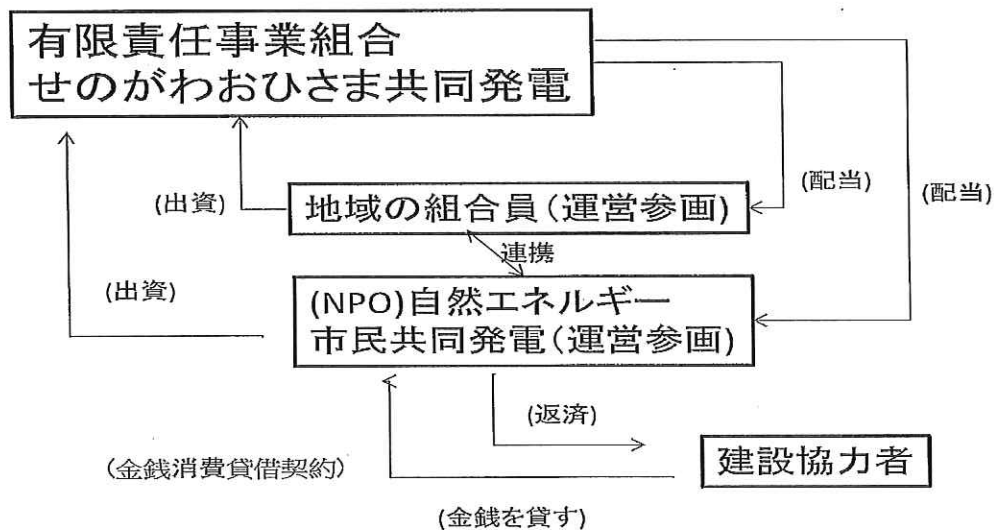 有限責任事業組合
せのがわおひさま共同発電
(出資)
地域の組合員(運営参画)
(配当)
(配当)
連携
(出資)
(NPO)自然エネルギー
市民共同発電(運営参画)
(返済)
(金銭消費貸借契約)
建設協力者
(金銭を貸す)